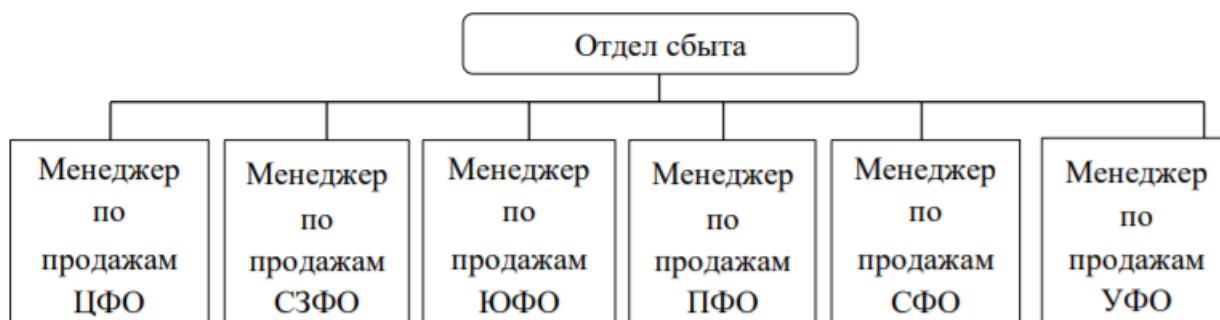 Отдел сбыта
Менеджер
по
продажам
ЦФО
Менеджер
по
продажам
СЗФО
Менеджер
по
продажам
ЮФО
Менеджер
по
продажам
ПФО
Менеджер
по
продажам
СФО
Менеджер
по
продажам
УФО